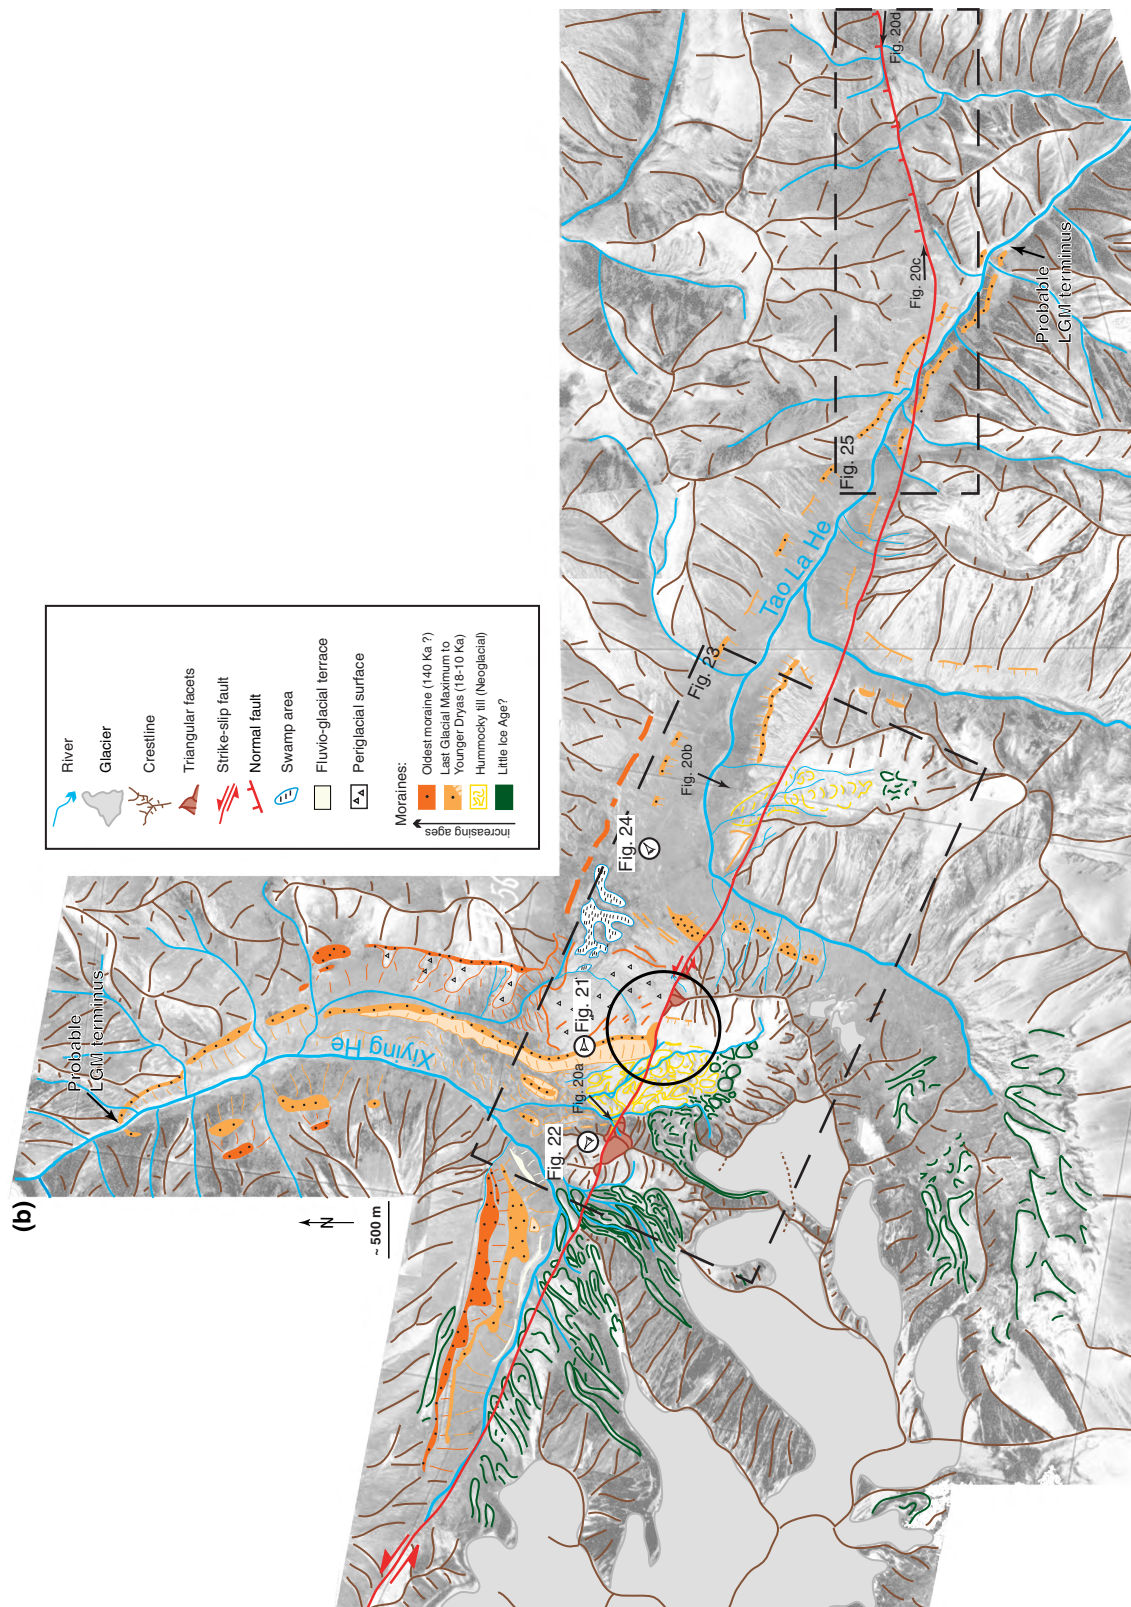 (b)
N
~ 500 m
River
Glacier
Crestline
Triangular facets
Strike-slip fault
Normal fault
Swamp area
Fluvio-glacial terrace
Periglacial surface
Moraines:
Oldest moraine (140 Ka ?)
Last Glacial Maximum to
Younger Dryas (18-10 Ka)
Hummocky till (Neoglacial)
Little Ice Age?
increasing ages
Probable
LGM terminus
Xiying He
Fig. 22
Fig. 20a
Fig. 21
Fig. 24
Fig. 20b
Fig. 23
Tao La He
Fig. 25
Fig. 20c
Fig. 20d
Probable
LGM terminus